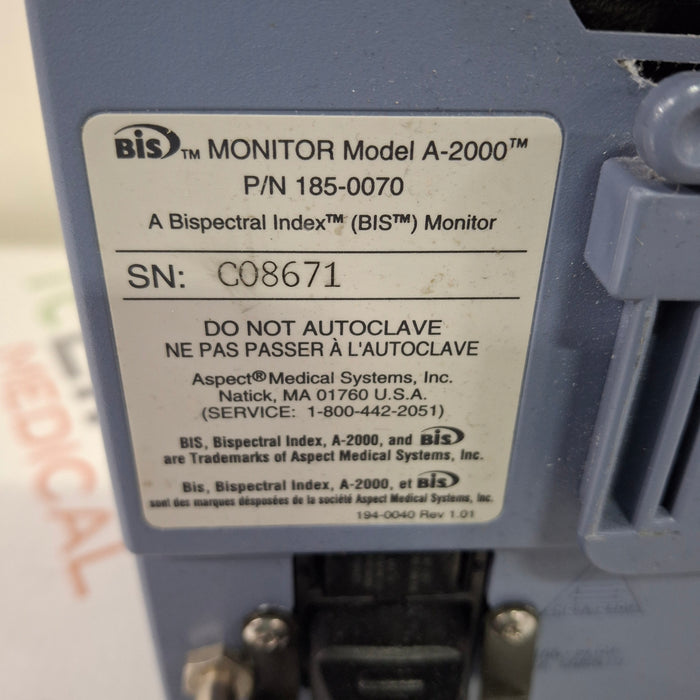 BIS™ MONITOR Model A-2000™
P/N 185-0070
A Bispectral Index™ (BIS™) Monitor
SN: C08671
DO NOT AUTOCLAVE
NE PAS PASSER À L'AUTOCLAVE
Aspect® Medical Systems, Inc.
Natick, MA 01760 U.S.A.
(SERVICE: 1-800-442-2051)
BIS, Bispectral Index, A-2000, and BIS
are Trademarks of Aspect Medical Systems, Inc.
Bis, Bispectral Index, A-2000, et BIS
sont des marques désposées de la société Aspect Medical Systems, Inc.
194-0040 Rev 1.01
MEDICAL